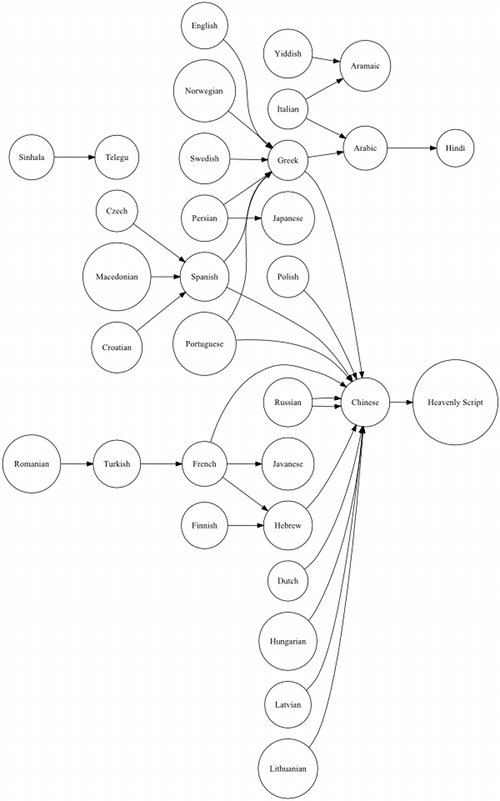 English
Yiddish
Aramaic
Norwegian
Italian
Sinhala
Telegu
Swedish
Greek
Arabic
Hindi
Czech
Persian
Japanese
Macedonian
Spanish
Polish
Croatian
Portuguese
Russian
Chinese
Heavenly Script
Romanian
Turkish
French
Javanese
Finnish
Hebrew
Dutch
Hungarian
Latvian
Lithuanian